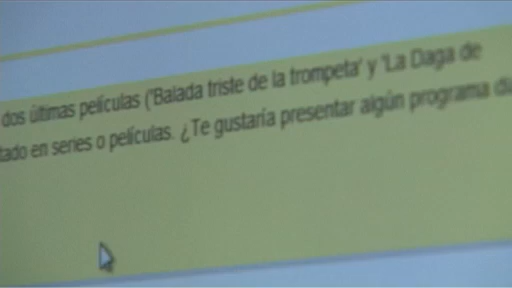 dos últimas películas ('Balada triste de la trompeta' y 'La Daga de
tado en series o películas. ¿Te gustaría presentar algún programa